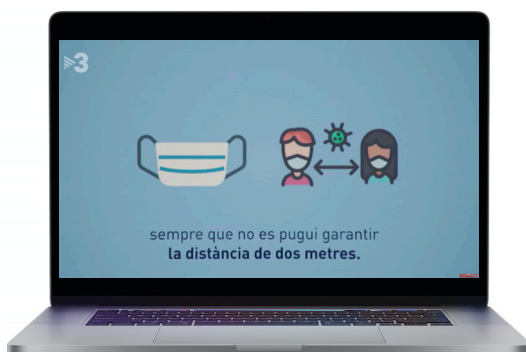 3
sempre que no es pugui garantir
la distància de dos metres.